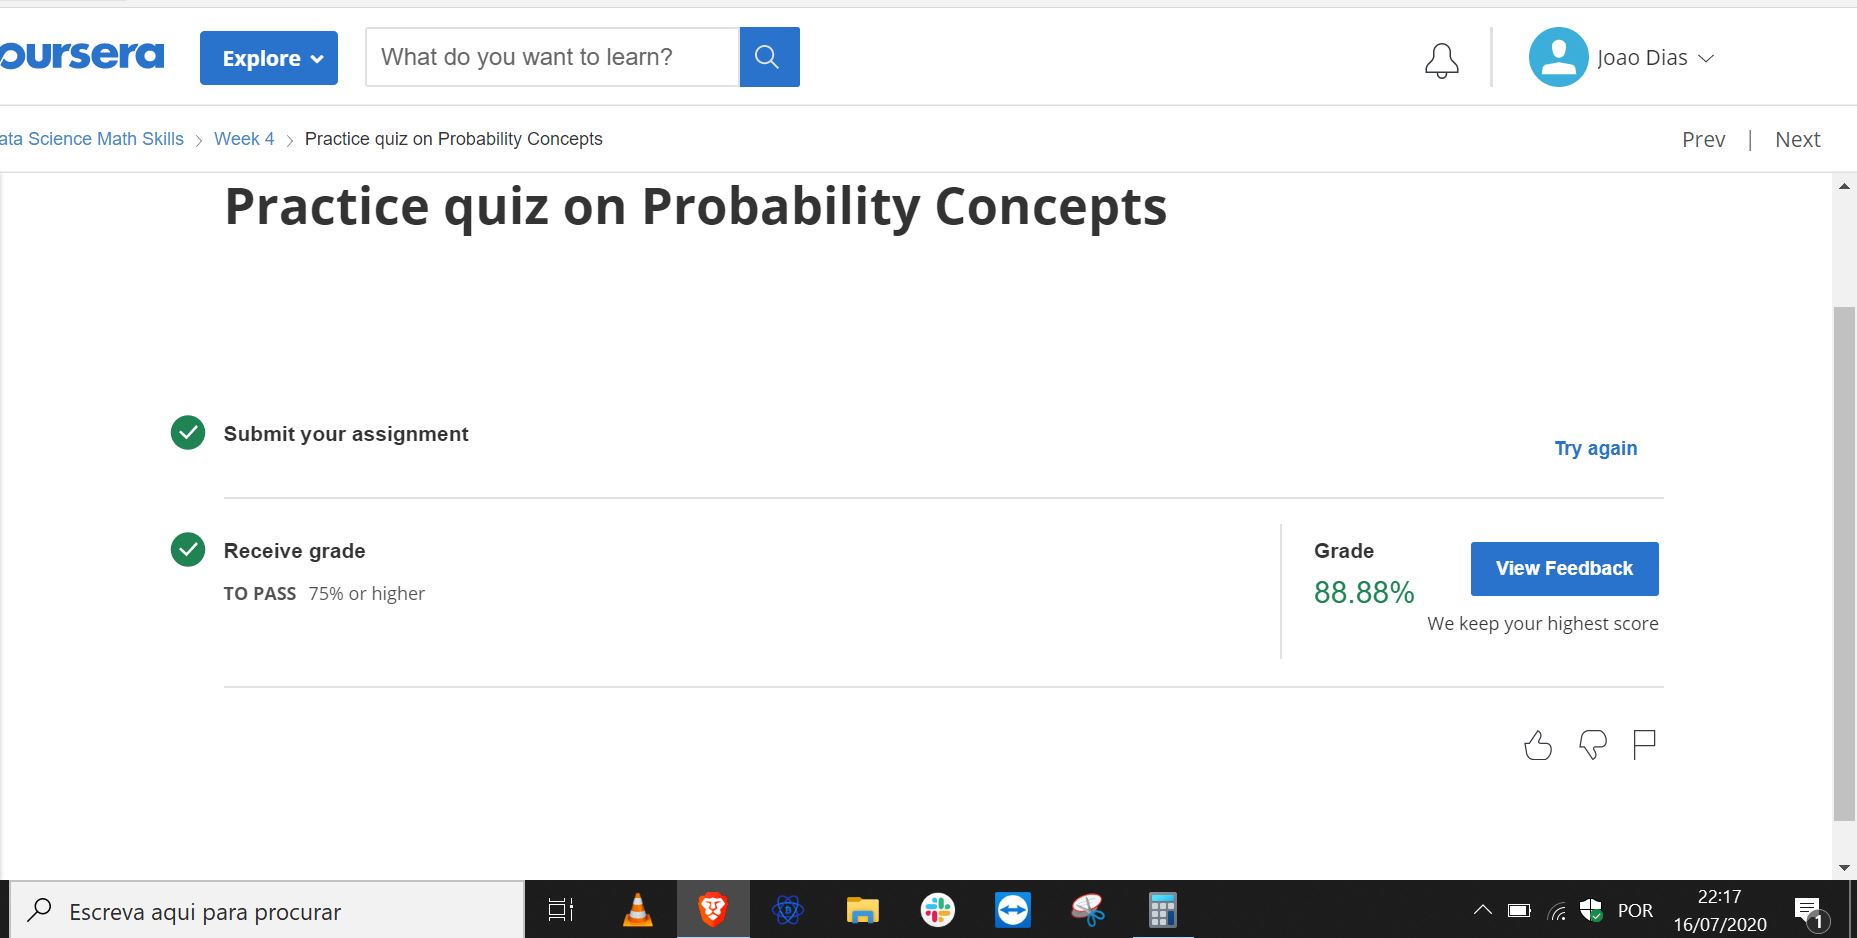 oursera
Explore
What do you want to learn?
Joao Dias
ata Science Math Skills > Week 4 > Practice quiz on Probability Concepts
Prev | Next
Practice quiz on Probability Concepts
Submit your assignment
Try again
Receive grade
TO PASS 75% or higher
Grade
88.88%
View Feedback
We keep your highest score
Escreva aqui para procurar
POR
22:17
16/07/2020
1